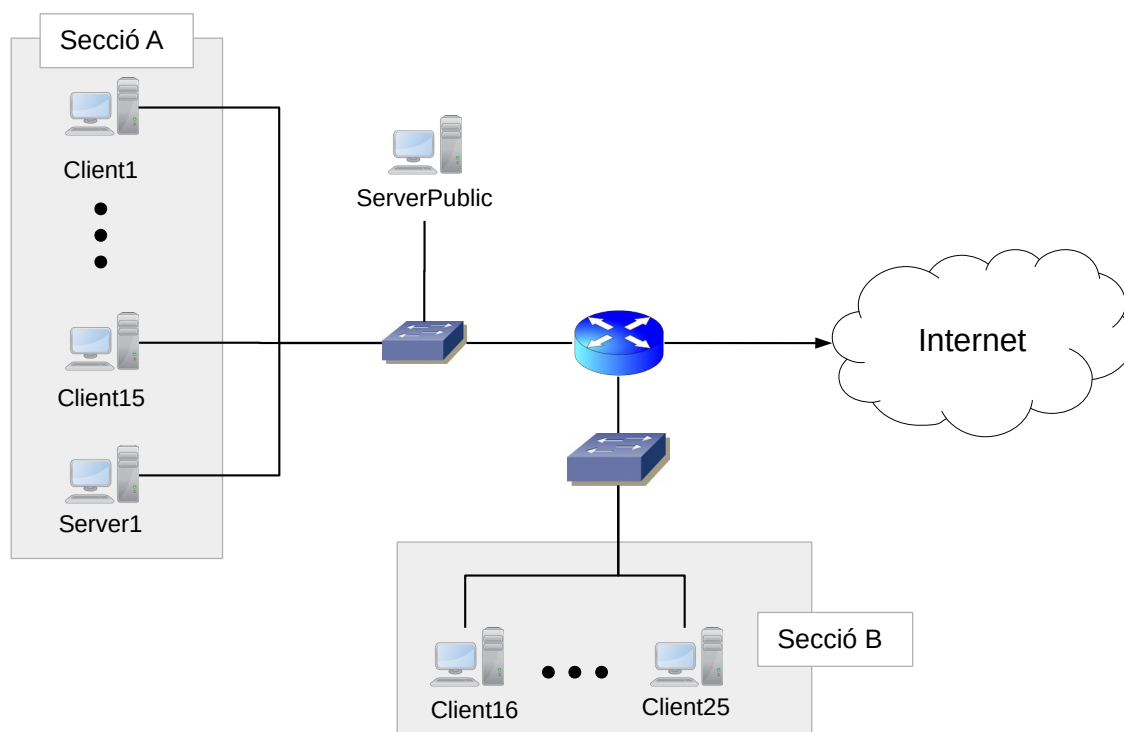 Secció A
Client1
ServerPublic
Client15
Internet
Server1
Secció B
Client16
Client25